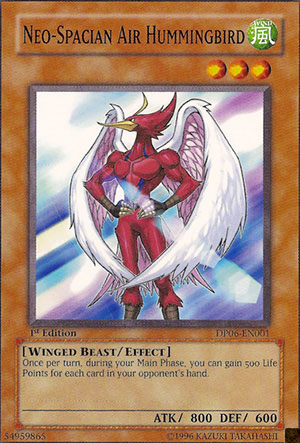 Neo-Spacian Air Hummingbird
WIND
風
1st Edition
DP06-EN001
[Winged Beast/Effect]
Once per turn, during your Main Phase, you can gain 500 Life
Points for each card in your opponent's hand.
ATK/ 800 DEF/ 600
54959865
©1996 KAZUKI TAKAHASHI